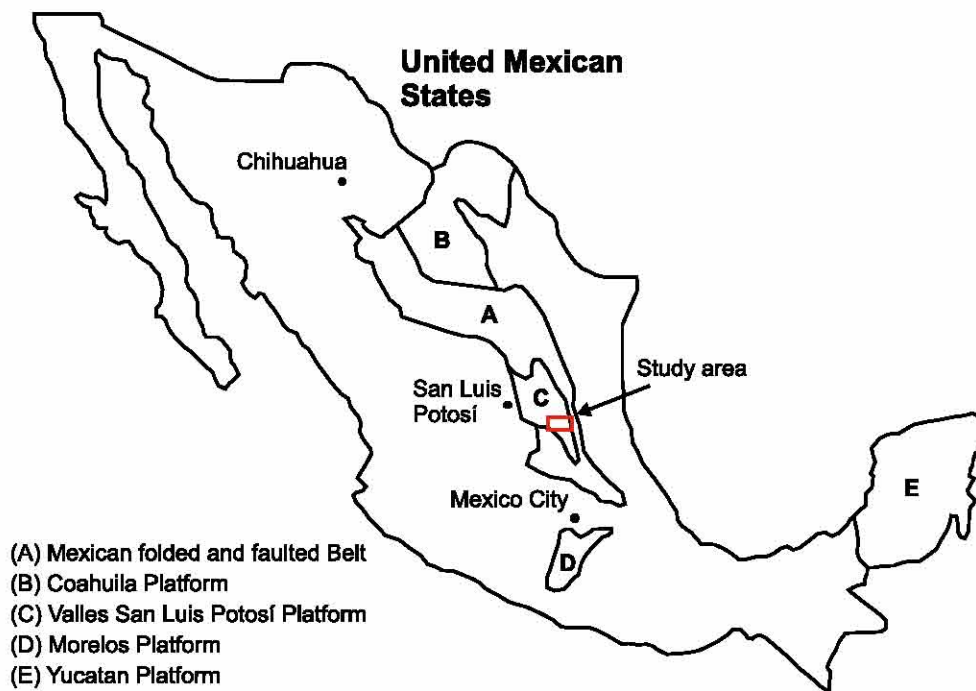 United Mexican
States
Chihuahua
B
A
Study area
San Luis
Potosí
C
Mexico City
E
D
(A) Mexican folded and faulted Belt
(B) Coahuila Platform
(C) Valles San Luis Potosí Platform
(D) Morelos Platform
(E) Yucatan Platform